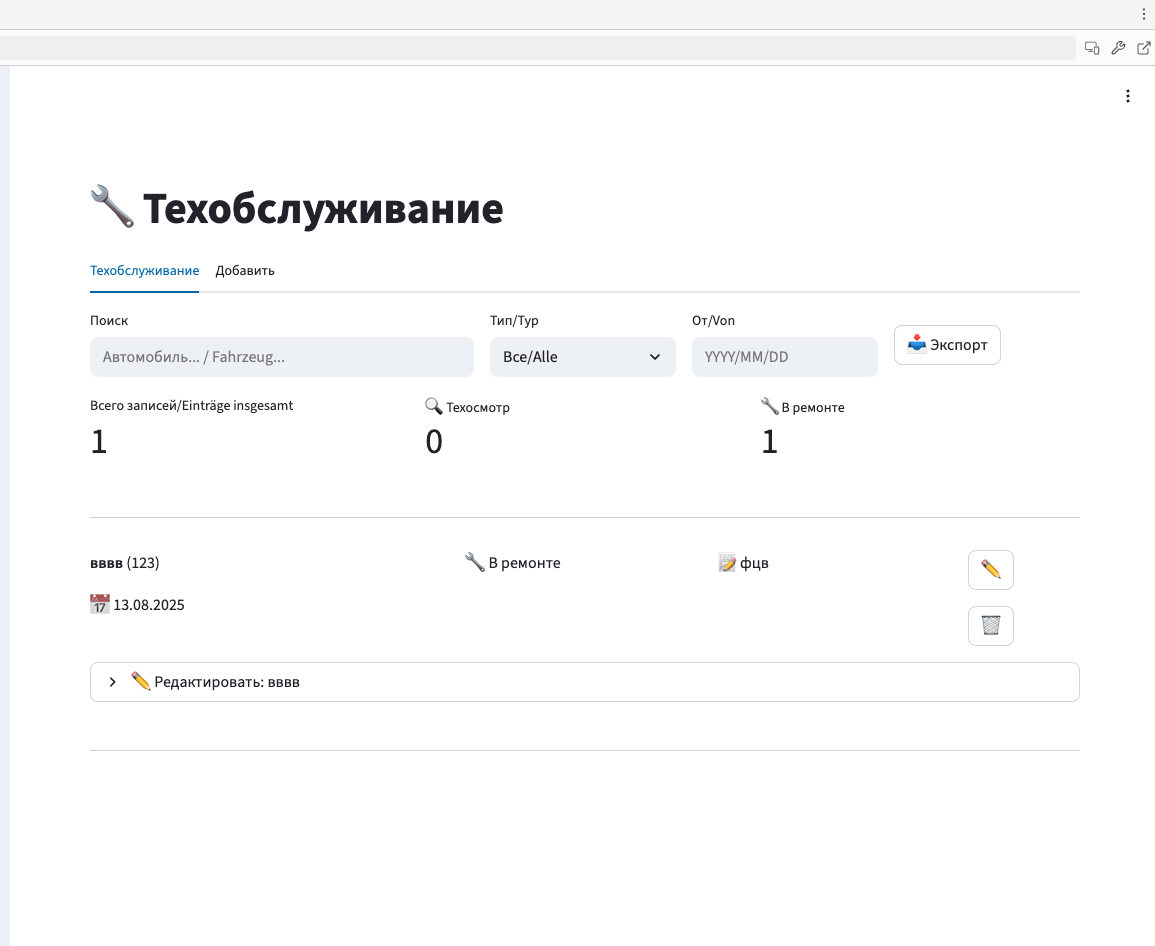 Техобслуживание
Техобслуживание Добавить
Поиск Тип/Typ От/Von
Автомобиль... / Fahrzeug... Все/Alle YYYY/MM/DD Экспорт
Всего записей/Einträge insgesamt Техосмотр В ремонте
1 0 1
вввв (123) В ремонте фцв
17 13.08.2025
Редактировать: вввв